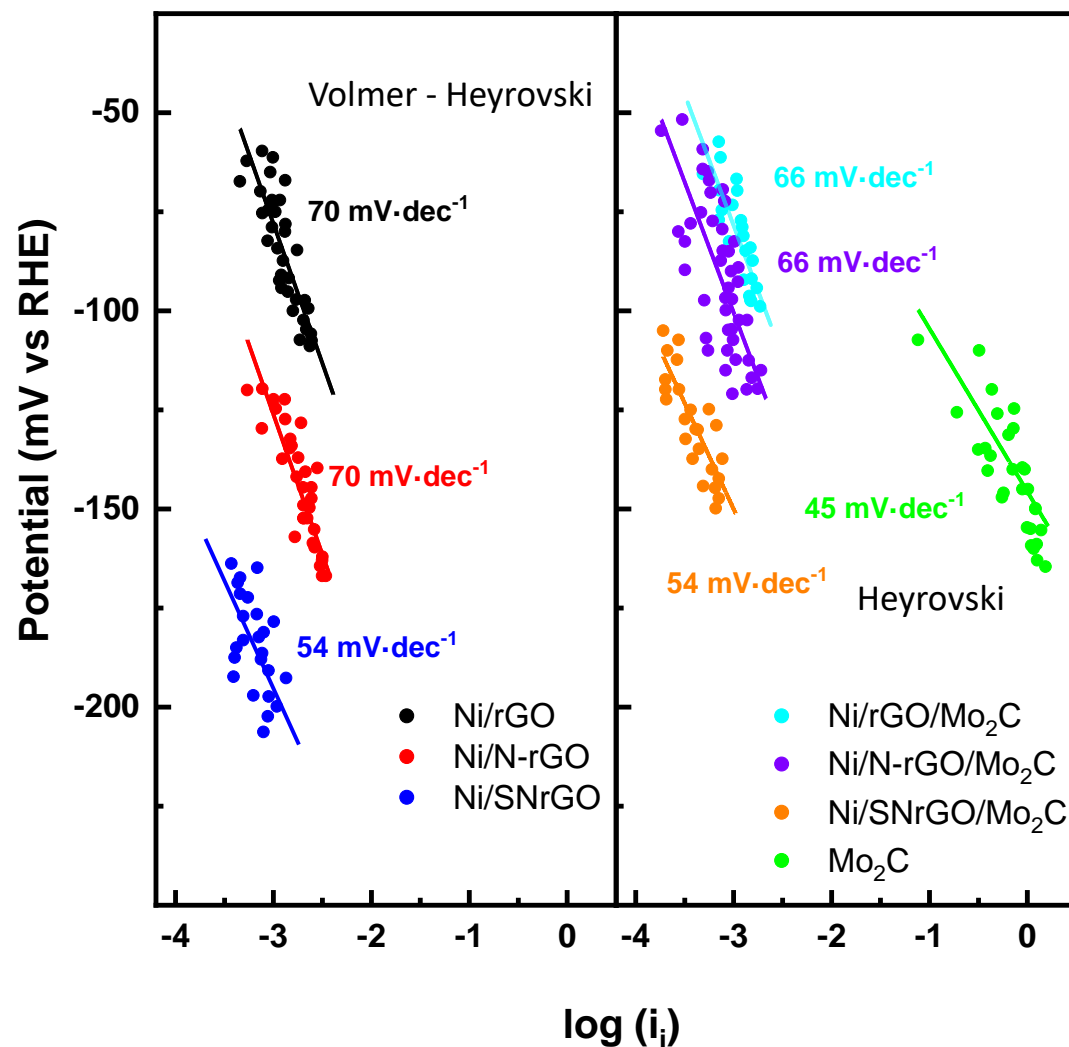 Potential (mV vs RHE)
-50
-100
-150
-200
Volmer - Heyrovski
70 mV·dec⁻¹
70 mV·dec⁻¹
54 mV·dec⁻¹
Ni/rGO
Ni/N-rGO
Ni/SNrGO
66 mV·dec⁻¹
66 mV·dec⁻¹
45 mV·dec⁻¹
54 mV·dec⁻¹
Heyrovski
Ni/rGO/Mo₂C
Ni/N-rGO/Mo₂C
Ni/SNrGO/Mo₂C
Mo₂C
-4 -3 -2 -1 0 -4 -3 -2 -1 0
log (iᵢ)